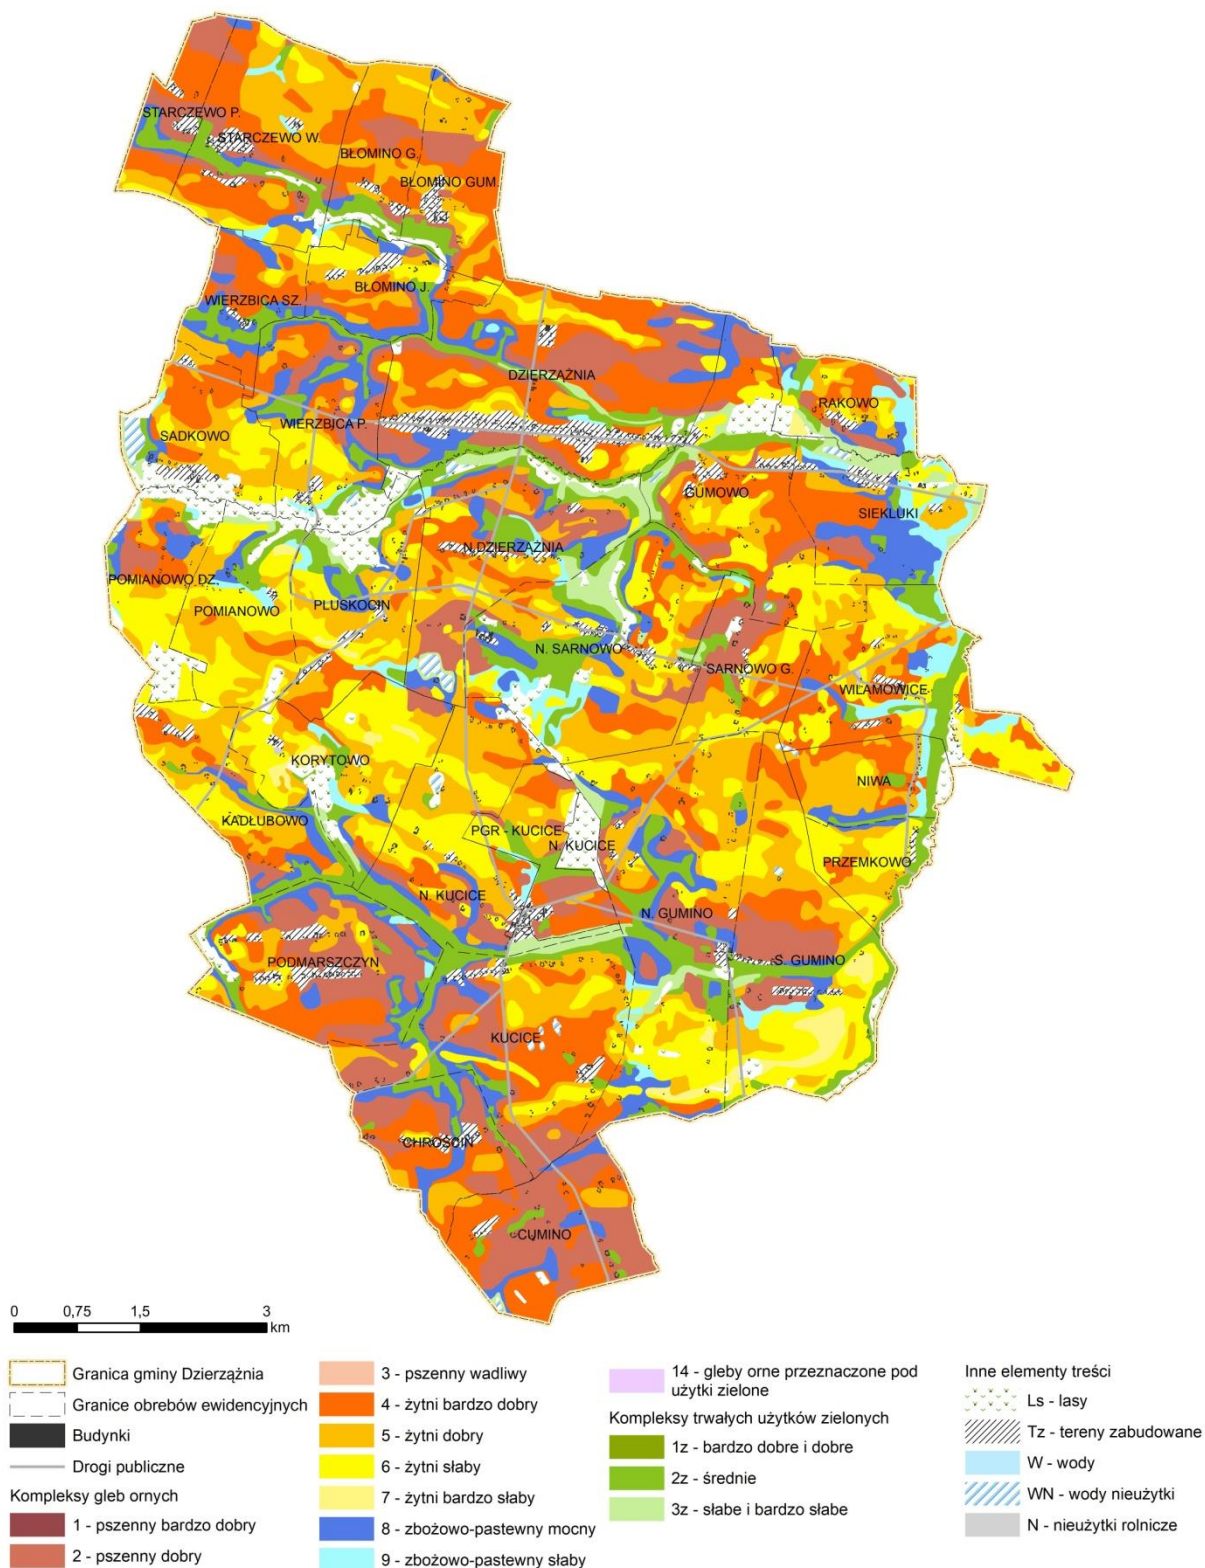 STARCZEWO P.
STARCZEWO W.
BŁOMINO G.
BŁOMINO GUM.
BŁOMINO J.
WIERZBICA SZ.
DZIERZĄŻNIA
RAKOWO
WIERZBICA P.
SADKOWO
GUMOWO
SIEKLUKI
N.DZIERZĄŻNIA
POMIANOWO DZ.
POMIANOWO
PLUSKOCIN
N. SARNOWO
SARNOWO G.
WILAMOWICE
KORYTOWO
NIWA
KADŁUBOWO
PGR - KUCICE
N. KUCICE
PRZEMKOWO
N. KUCICE
N. GUMINO
PODMARSZCZYN
S. GUMINO
KUCICE
CHROŚCIN
CUMINO
0 0,75 1,5 3
km
Granica gminy Dzierzążnia
Granice obrębów ewidencyjnych
Budynki
Drogi publiczne
Kompleksy gleb ornych
1 - pszenny bardzo dobry
2 - pszenny dobry
3 - pszenny wadliwy
4 - żytni bardzo dobry
5 - żytni dobry
6 - żytni słaby
7 - żytni bardzo słaby
8 - zbożowo-pastewny mocny
9 - zbożowo-pastewny słaby
14 - gleby orne przeznaczone pod
użytki zielone
Kompleksy trwałych użytków zielonych
1z - bardzo dobre i dobre
2z - średnie
3z - słabe i bardzo słabe
Inne elementy treści
Ls - lasy
Tz - tereny zabudowane
W - wody
WN - wody nieużytki
N - nieużytki rolnicze